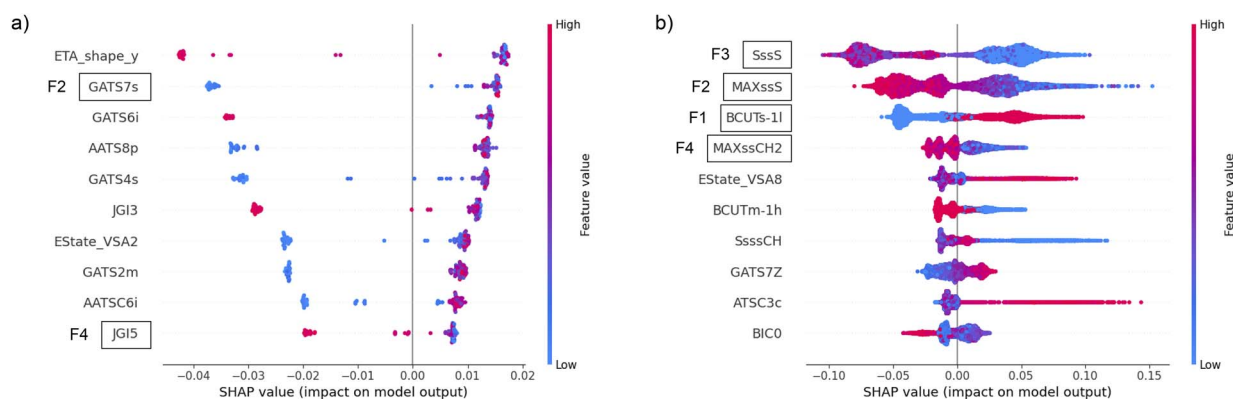 a)
High
ETA_shape_y
F2 GATS7s
GATS6i
AATS8p
GATS4s
JGI3
EState_VSA2
GATS2m
AATSC6i
F4 JGI5
Feature value
Low
−0.04 −0.03 −0.02 −0.01 0.00 0.01 0.02
SHAP value (impact on model output)
b)
High
F3 SssS
F2 MAXssS
F1 BCUTs-1l
F4 MAXssCH2
EState_VSA8
BCUTm-1h
SsssCH
GATS7Z
ATSC3c
BIC0
Feature value
Low
−0.10 −0.05 0.00 0.05 0.10 0.15
SHAP value (impact on model output)